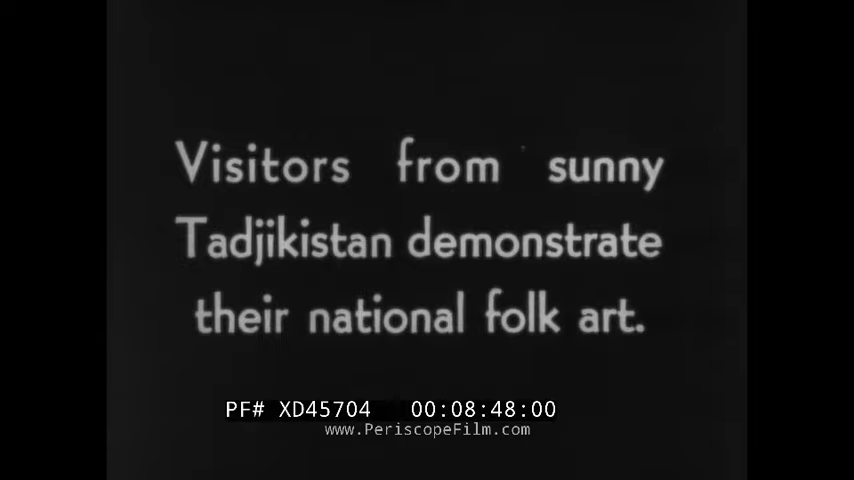 Visitors from sunny
Tadjikistan demonstrate
their national folk art.
PF# XD45704 00:08:48:00
www.PeriscopeFilm.com